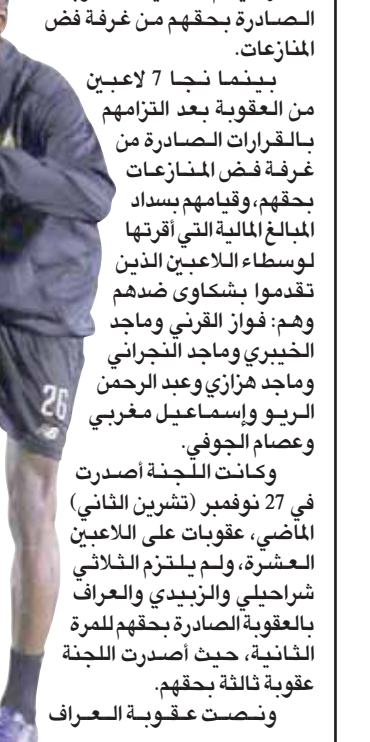 الصادرة بحقهم من غرفة فض
المنازعات.
بينما نجا 7 لاعبين
من العقوبة بعد التزامهم
بالقرارات الصادرة من
غرفة فض المنازعات
بحقهم، وقيامهم بسداد
المبالغ المالية التي أقرتها
لوسطاء اللاعبين الذين
تقدموا بشكاوى ضدهم
وهم: فواز القرني وماجد
الخيبري وماجد النجراني
وماجد هزازي وعبد الرحمن
الريو وإسماعيل مغربي
وعصام الجوفي.
وكانت اللجنة أصدرت
في 27 نوفمبر (تشرين الثاني)
الماضي، عقوبات على اللاعبين
العشرة، ولم يلتزم الثلاثي
شراحيلي والزبيدي والعراف
بالعقوبة الصادرة بحقهم للمرة
الثانية، حيث أصدرت اللجنة
عقوبة ثالثة بحقهم.
ونصت عقوبة العراف
26